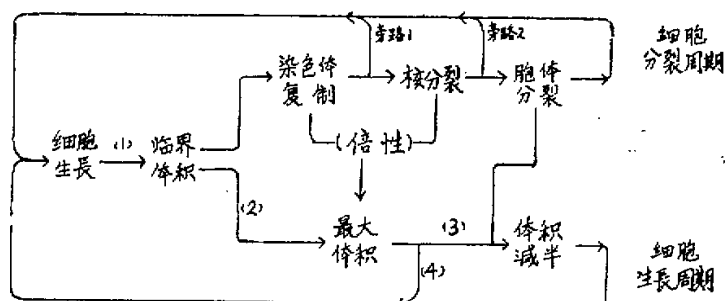 旁路1
旁路2
细胞
分裂周期
染色体
复制
核分裂
胞体
分裂
细胞
生長
(1)
临界
体积
(倍性)
(2)
最大
体积
(3)
(4)
体积
减半
细胞
生長周期